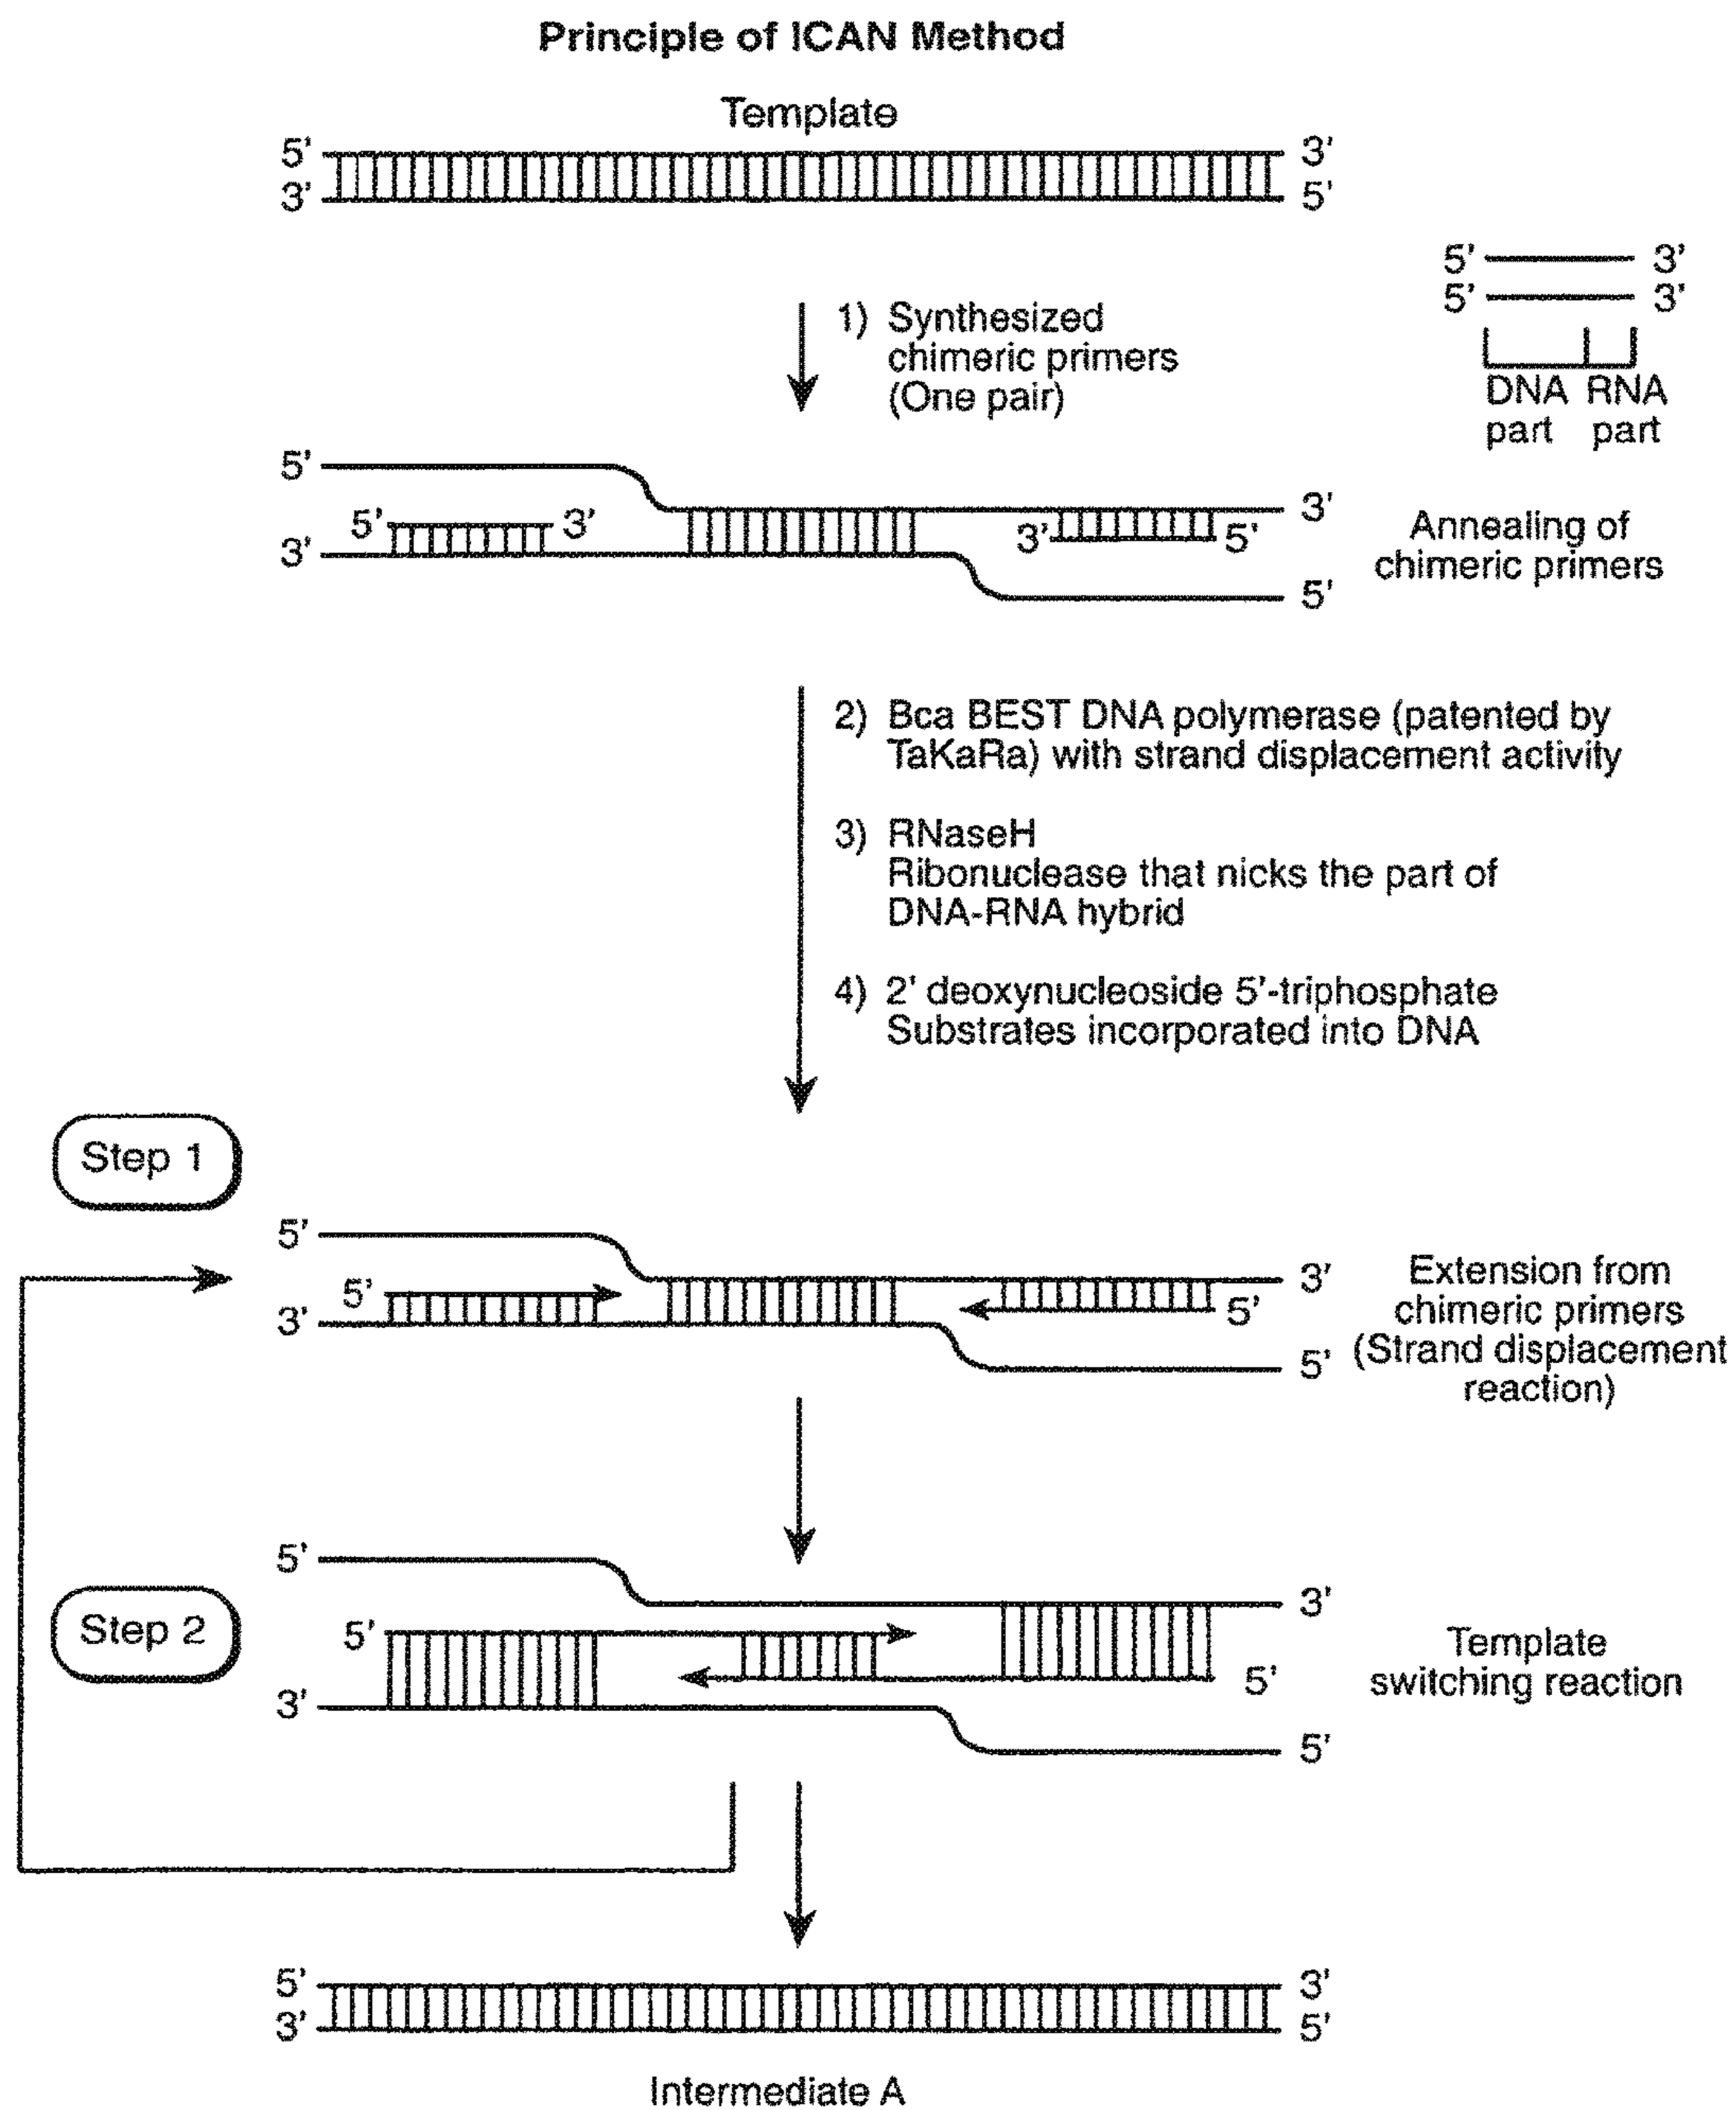 Principle of ICAN Method
Template
5' 3'
3' 5'
5' 3'
5' 3'
DNA RNA
part part
1) Synthesized
chimeric primers
(One pair)
5'
3'
5' 3'
3' 5'
3'
5'
Annealing of
chimeric primers
2) Bca BEST DNA polymerase (patented by
TaKaRa) with strand displacement activity
3) RNaseH
Ribonuclease that nicks the part of
DNA-RNA hybrid
4) 2' deoxynucleoside 5'-triphosphate
Substrates incorporated into DNA
Step 1
5'
3'
5'
5'
3'
5'
Extension from
chimeric primers
(Strand displacement
reaction)
Step 2
5'
3'
5'
5'
3'
5'
Template
switching reaction
5' 3'
3' 5'
Intermediate A